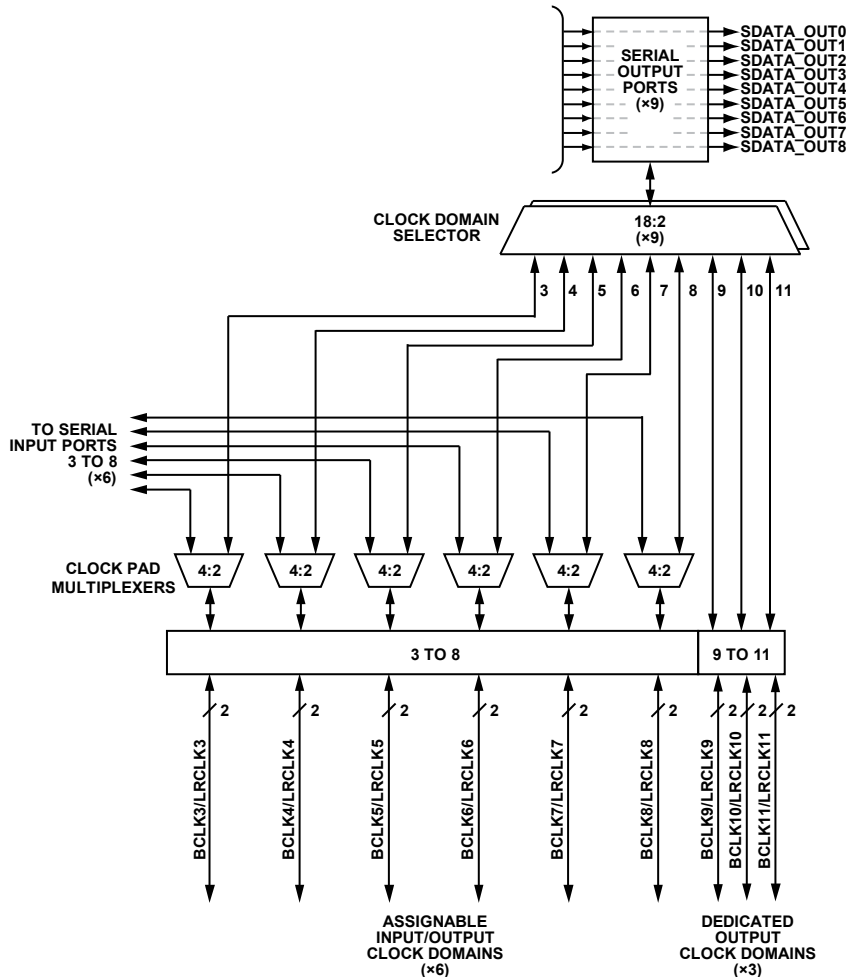 SDATA_OUT0
SDATA_OUT1
SDATA_OUT2
SDATA_OUT3
SDATA_OUT4
SDATA_OUT5
SDATA_OUT6
SDATA_OUT7
SDATA_OUT8
SERIAL
OUTPUT
PORTS
(×9)
CLOCK DOMAIN
SELECTOR
18:2
(×9)
3 4 5 6 7 8 9 10 11
TO SERIAL
INPUT PORTS
3 TO 8
(×6)
CLOCK PAD
MULTIPLEXERS
4:2 4:2 4:2 4:2 4:2 4:2
3 TO 8 9 TO 11
2 2 2 2 2 2 2 2 2
BCLK3/LRCLK3
BCLK4/LRCLK4
BCLK5/LRCLK5
BCLK6/LRCLK6
BCLK7/LRCLK7
BCLK8/LRCLK8
BCLK9/LRCLK9
BCLK10/LRCLK10
BCLK11/LRCLK11
ASSIGNABLE
INPUT/OUTPUT
CLOCK DOMAINS
(×6)
DEDICATED
OUTPUT
CLOCK DOMAINS
(×3)